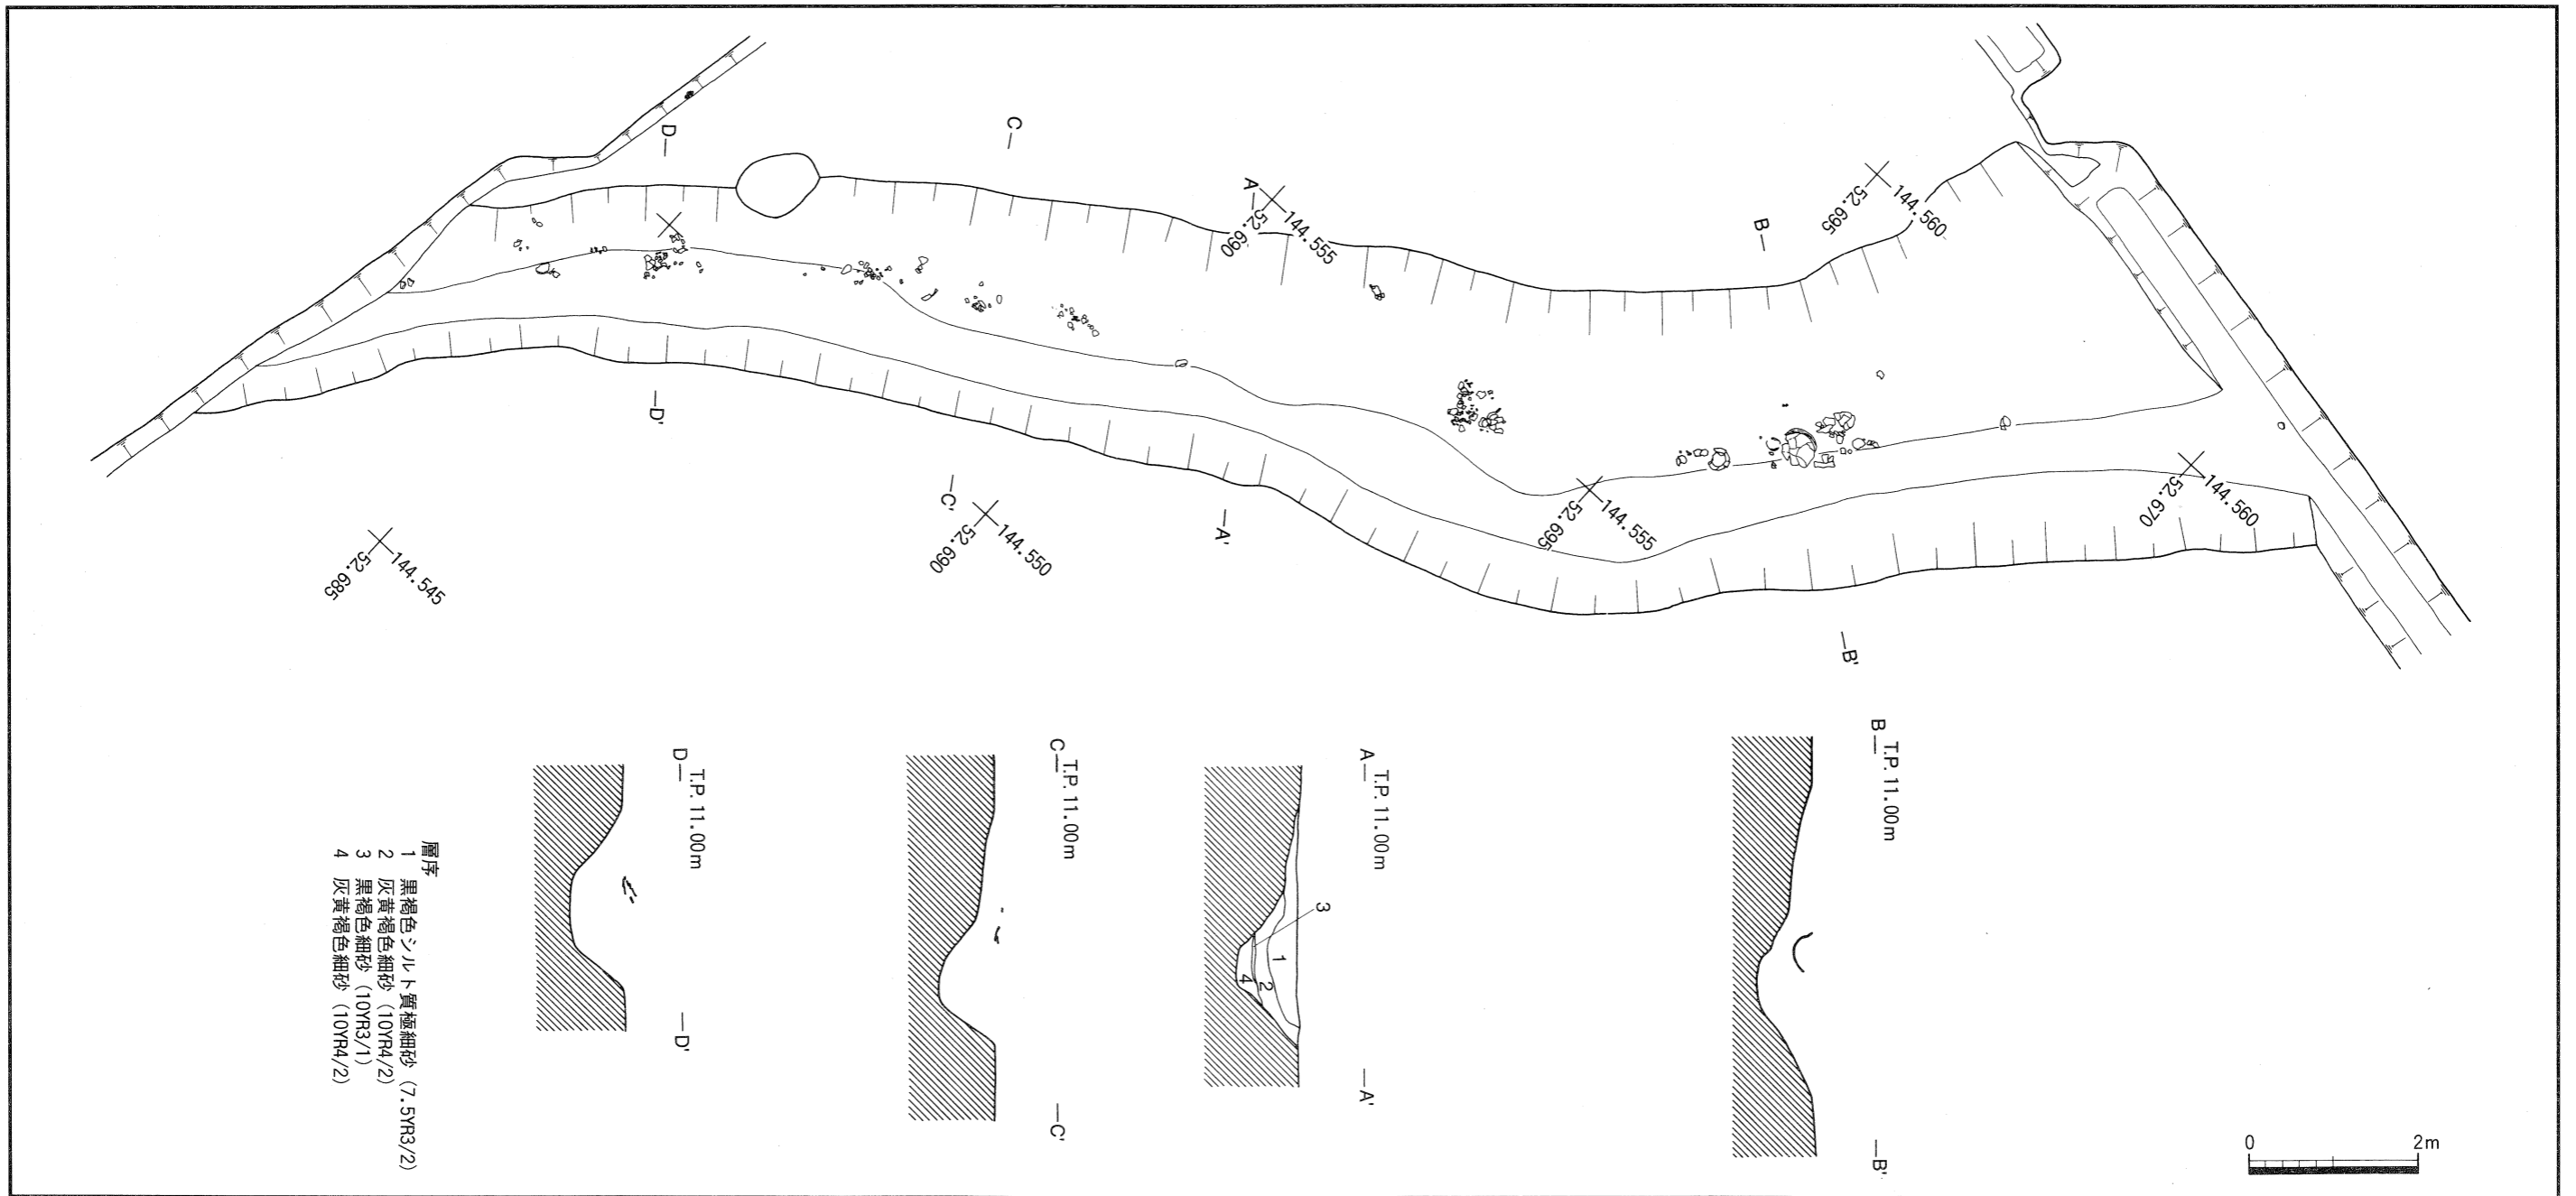 D—
C—
A—
52.690
144.555
B—
52.695
144.560
—D'
—C'
—A'
—B'
52.685
144.545
52.690
144.550
52.695
144.555
52.670
144.560
D— T.P. 11.00m —D'
C— T.P. 11.00m —C'
A— T.P. 11.00m —A'
B— T.P. 11.00m —B'
3
1
2
4
層序
1 黒褐色シルト質極細砂 (7.5YR3/2)
2 灰黄褐色細砂 (10YR4/2)
3 黒褐色細砂 (10YR3/1)
4 灰黄褐色細砂 (10YR4/2)
0 2m